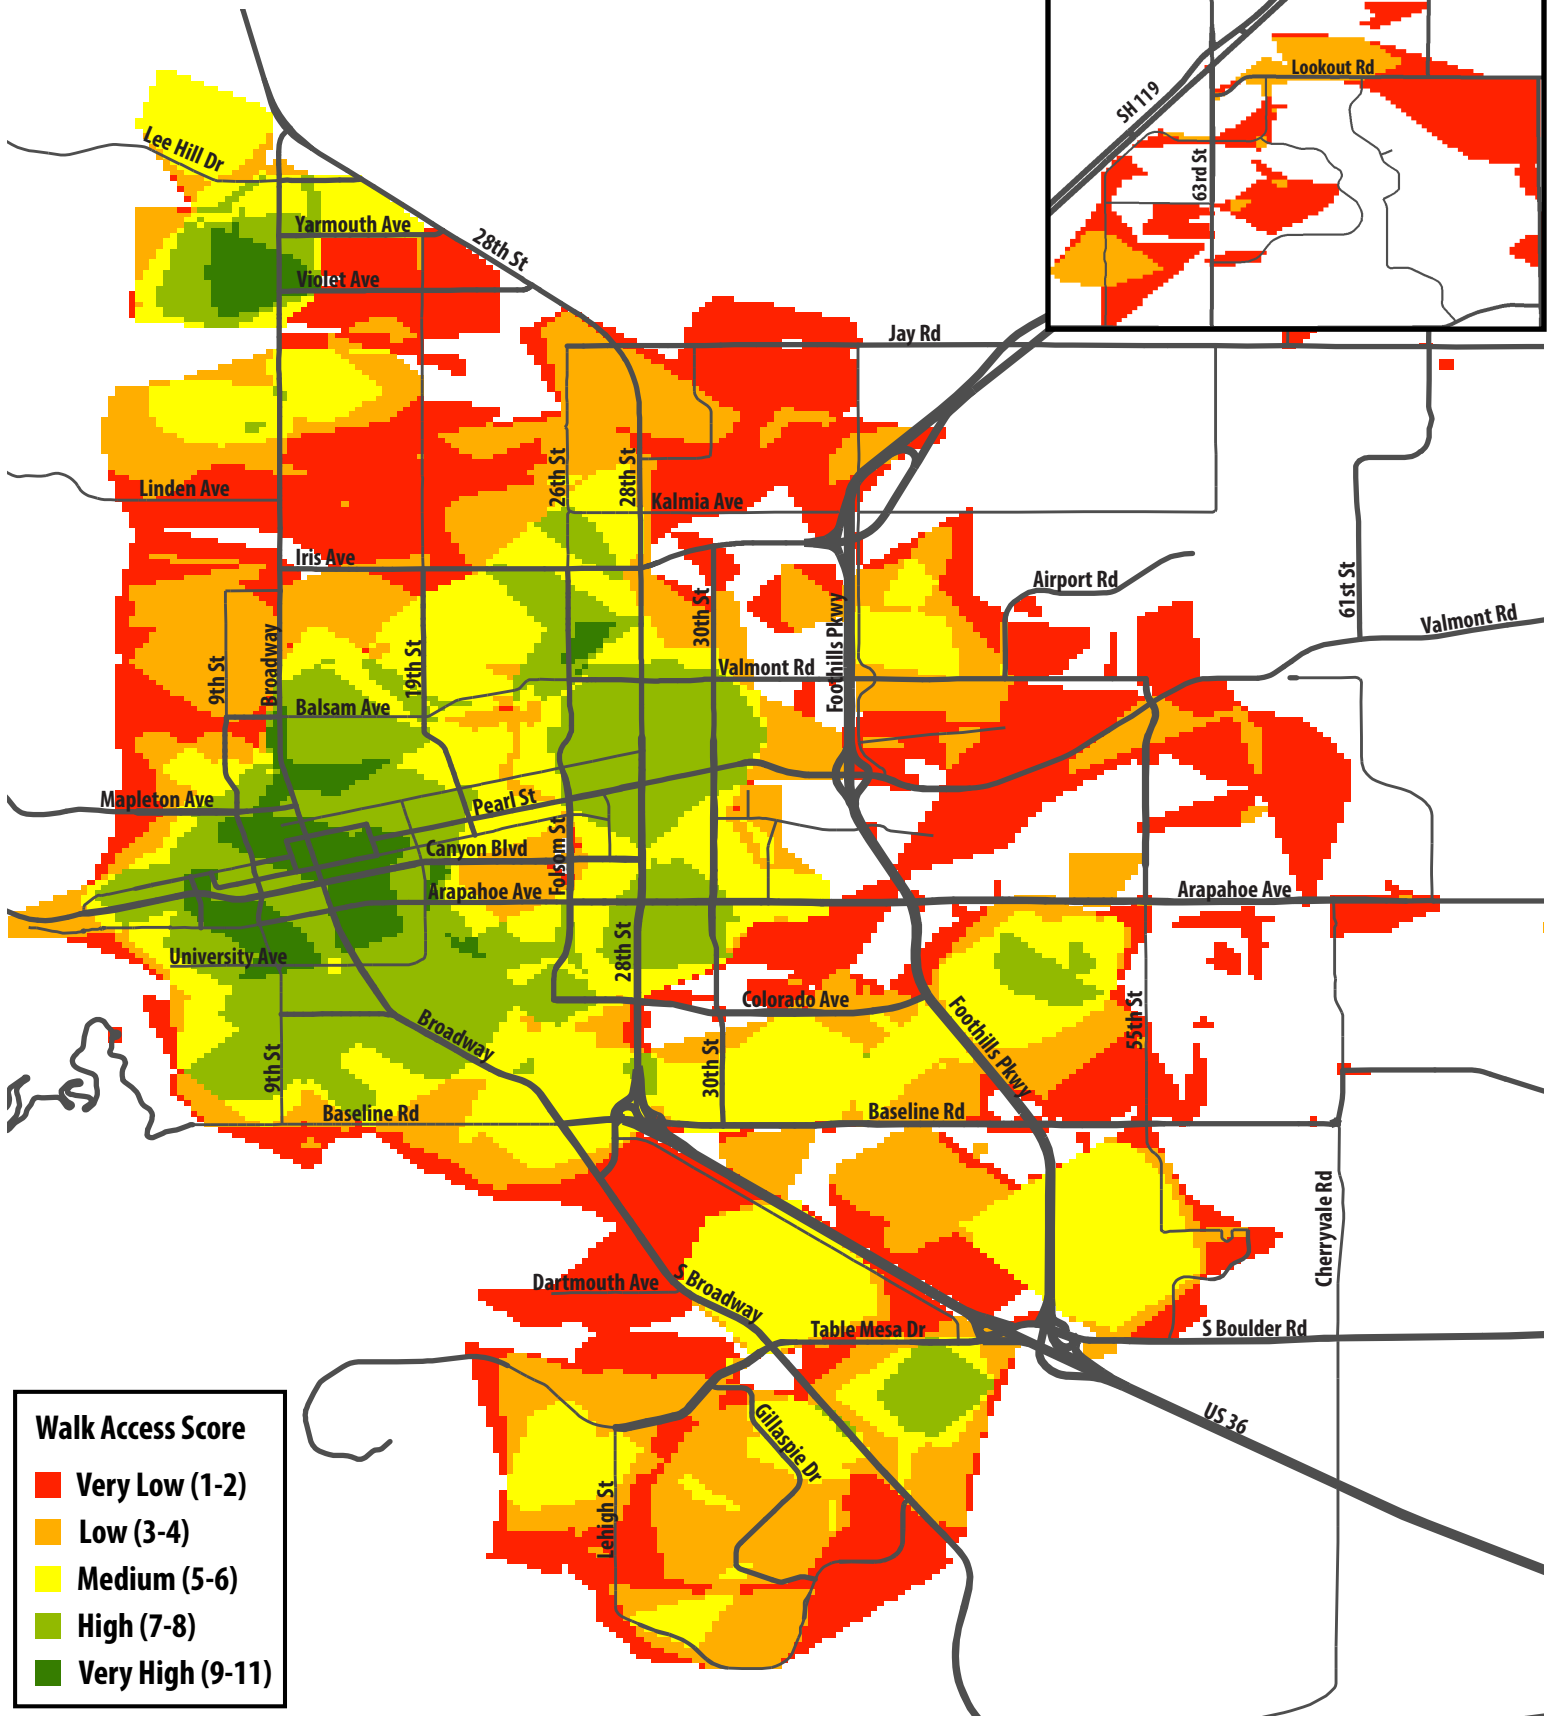 Lookout Rd
SH 119
63rd St
Lee Hill Dr
Yarmouth Ave
28th St
Violet Ave
Jay Rd
26th St
28th St
Linden Ave
Kalmia Ave
Iris Ave
Airport Rd
61st St
30th St
Foothills Pkwy
Valmont Rd
9th St
Broadway
19th St
Valmont Rd
Balsam Ave
Mapleton Ave
Pearl St
Folsom St
Canyon Blvd
Arapahoe Ave
Arapahoe Ave
University Ave
28th St
Colorado Ave
Foothills Pkwy
55th St
Broadway
9th St
30th St
Baseline Rd
Baseline Rd
Cherryvale Rd
Dartmouth Ave
S Broadway
Table Mesa Dr
S Boulder Rd
US 36
Gillaspie Dr
Lehigh St
Walk Access Score
Very Low (1-2)
Low (3-4)
Medium (5-6)
High (7-8)
Very High (9-11)